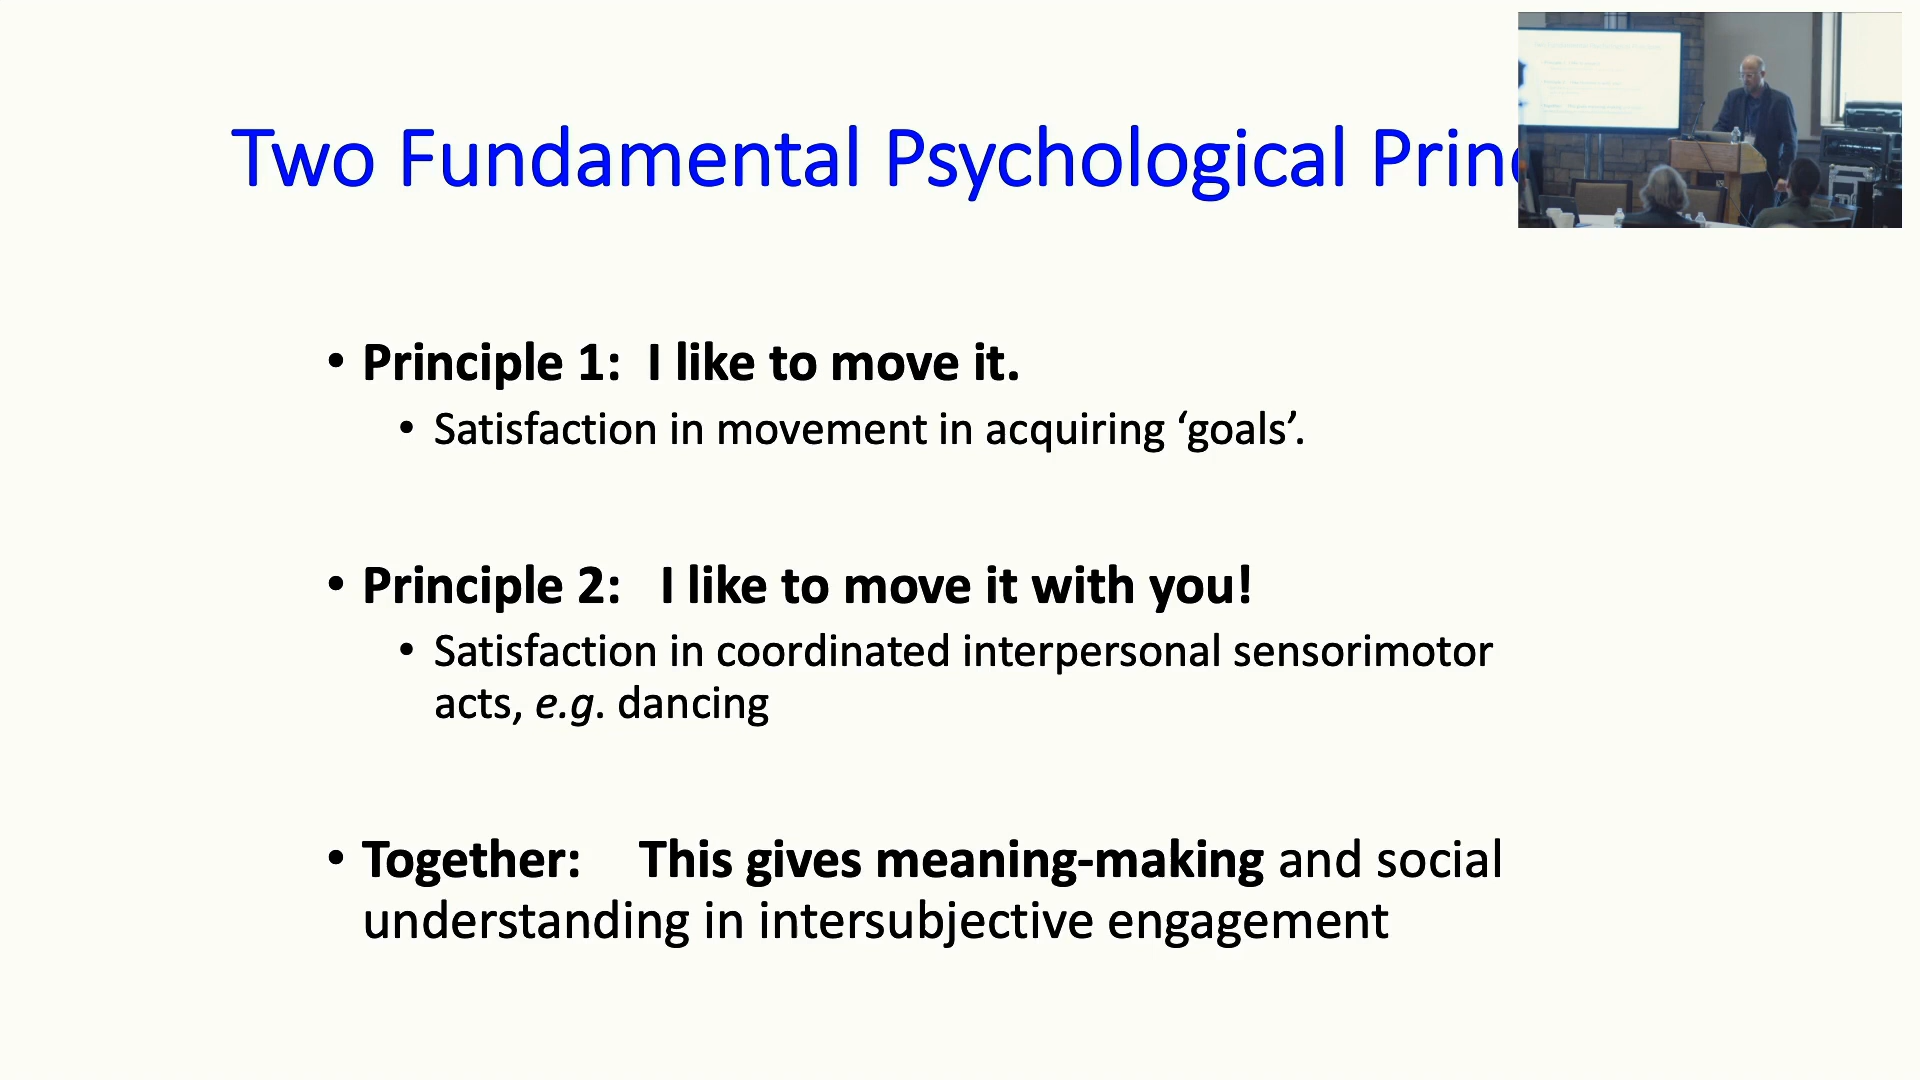 Two Fundamental Psychological Prin
• Principle 1: I like to move it.
• Satisfaction in movement in acquiring ‘goals’.
• Principle 2: I like to move it with you!
• Satisfaction in coordinated interpersonal sensorimotor
acts, e.g. dancing
• Together: This gives meaning-making and social
understanding in intersubjective engagement